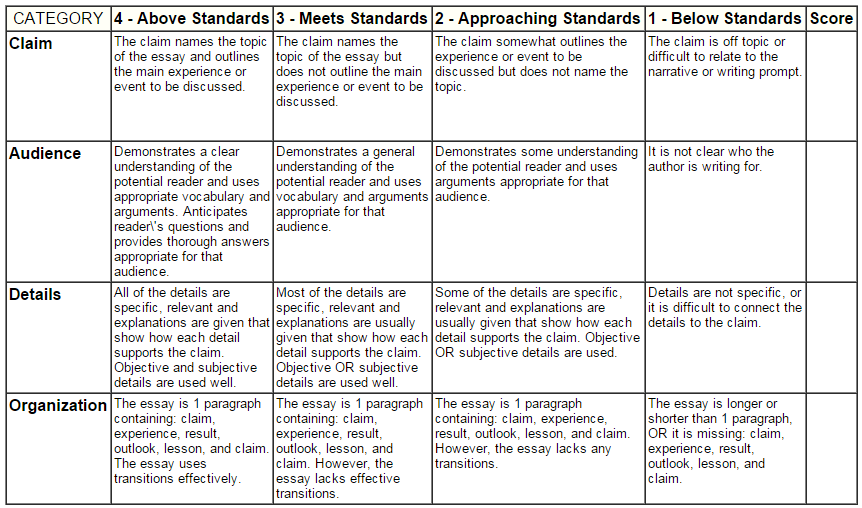 CATEGORY 4 - Above Standards 3 - Meets Standards 2 - Approaching Standards 1 - Below Standards Score
Claim
The claim names the topic
of the essay and outlines
the main experience or
event to be discussed.
The claim names the
topic of the essay but
does not outline the main
experience or event to be
discussed.
The claim somewhat outlines the
experience or event to be
discussed but does not name the
topic.
The claim is off topic or
difficult to relate to the
narrative or writing prompt.
Audience
Demonstrates a clear
understanding of the
potential reader and uses
appropriate vocabulary and
arguments. Anticipates
reader\'s questions and
provides thorough answers
appropriate for that
audience.
Demonstrates a general
understanding of the
potential reader and uses
vocabulary and arguments
appropriate for that
audience.
Demonstrates some understanding
of the potential reader and uses
arguments appropriate for that
audience.
It is not clear who the
author is writing for.
Details
All of the details are
specific, relevant and
explanations are given that
show how each detail
supports the claim.
Objective and subjective
details are used well.
Most of the details are
specific, relevant and
explanations are usually
given that show how each
detail supports the claim.
Objective OR subjective
details are used well.
Some of the details are specific,
relevant and explanations are
usually given that show how each
detail supports the claim. Objective
OR subjective details are used.
Details are not specific, or
it is difficult to connect the
details to the claim.
Organization
The essay is 1 paragraph
containing: claim,
experience, result,
outlook, lesson, and claim.
The essay uses
transitions effectively.
The essay is 1 paragraph
containing: claim,
experience, result,
outlook, lesson, and
claim. However, the
essay lacks effective
transitions.
The essay is 1 paragraph
containing: claim, experience,
result, outlook, lesson, and claim.
However, the essay lacks any
transitions.
The essay is longer or
shorter than 1 paragraph,
OR it is missing: claim,
experience, result,
outlook, lesson, and
claim.